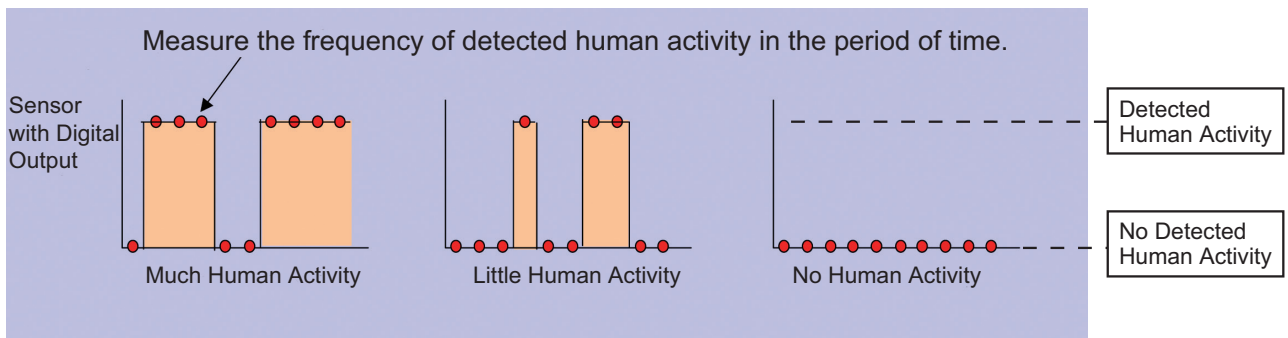 Measure the frequency of detected human activity in the period of time.
Sensor
with Digital
Output
Detected
Human Activity
No Detected
Human Activity
Much Human Activity
Little Human Activity
No Human Activity